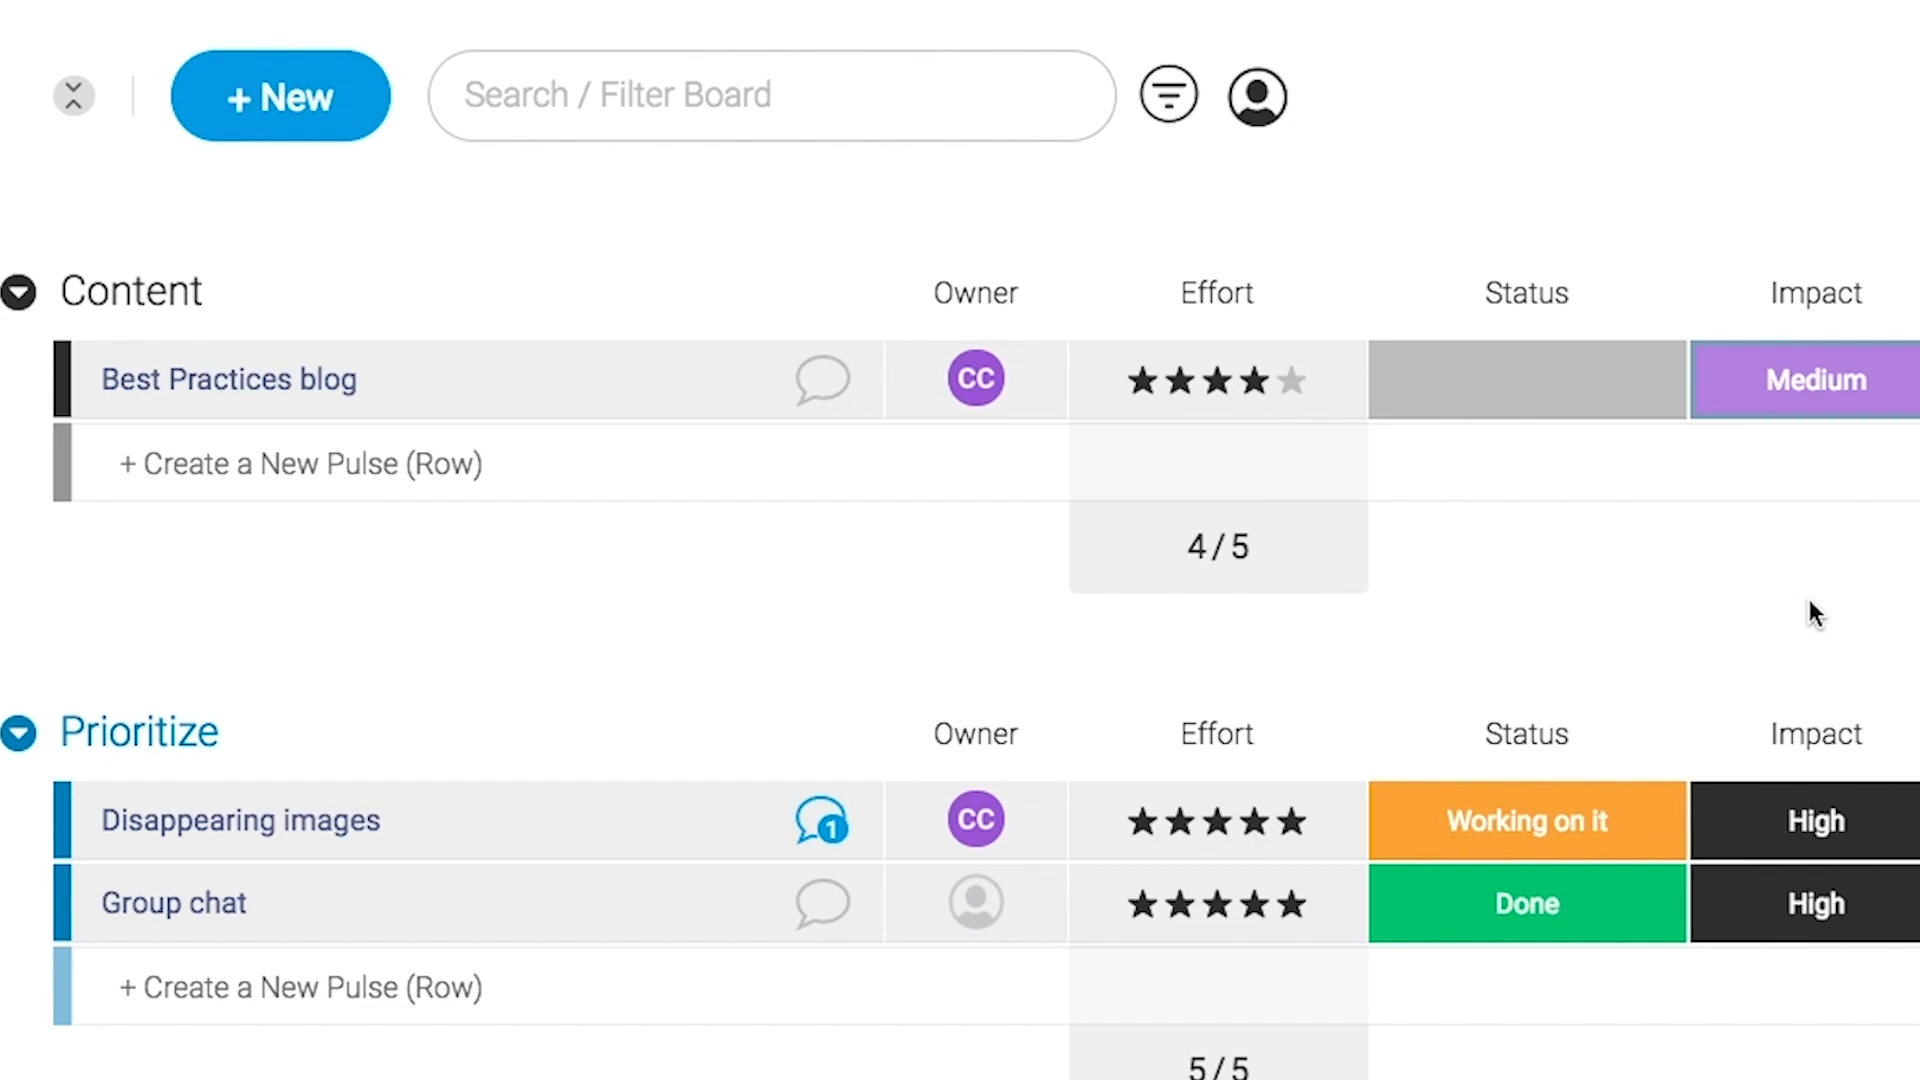 + New
Search / Filter Board
Content Owner Effort Status Impact
Best Practices blog CC Medium
+ Create a New Pulse (Row)
4 / 5
Prioritize Owner Effort Status Impact
Disappearing images 1 CC Working on it High
Group chat Done High
+ Create a New Pulse (Row)
5 / 5